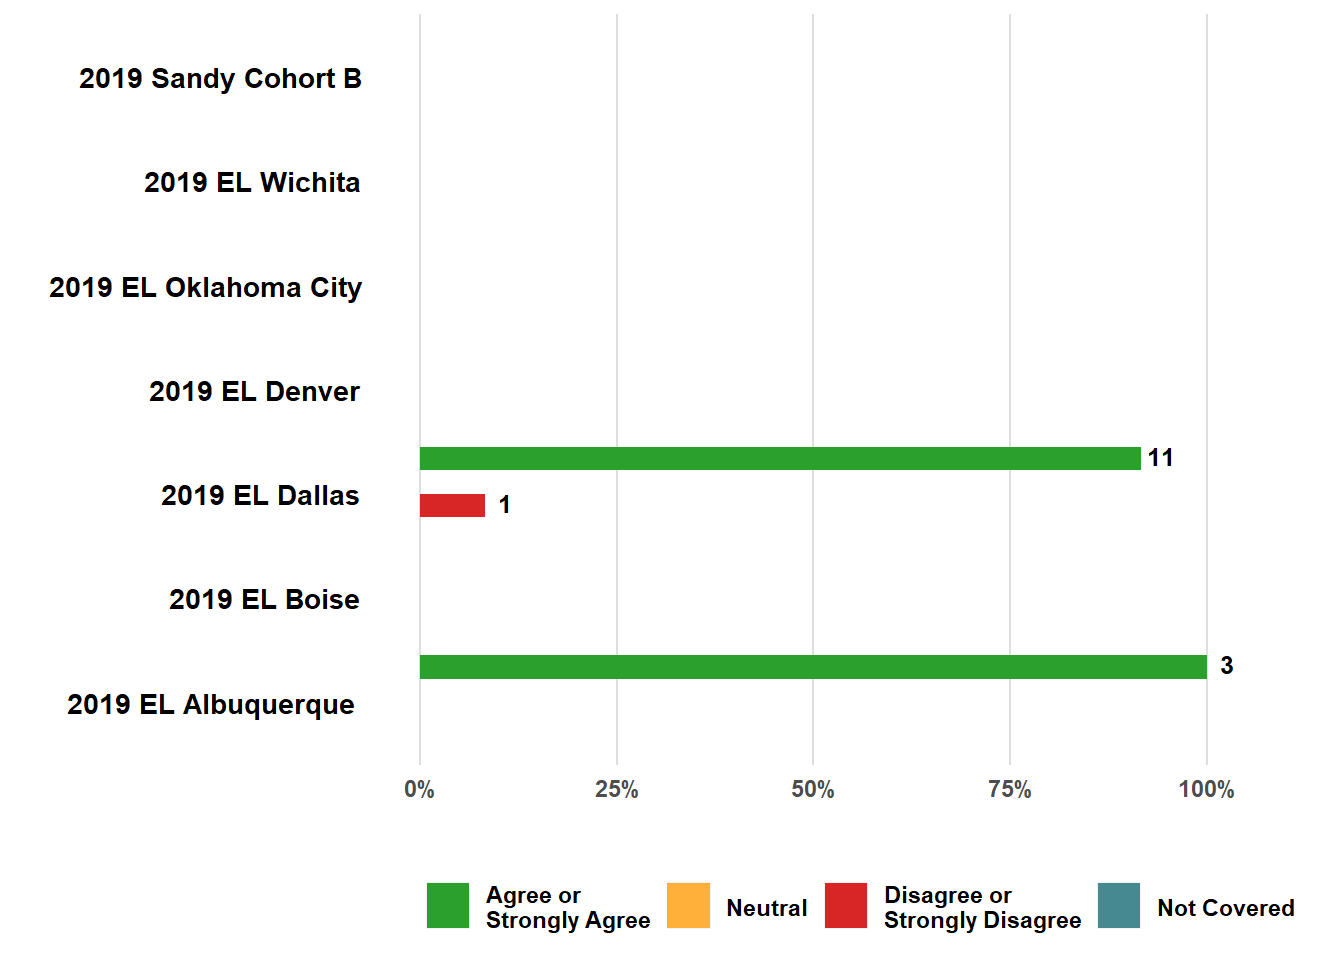 2019 Sandy Cohort B
2019 EL Wichita
2019 EL Oklahoma City
2019 EL Denver
11
2019 EL Dallas
1
2019 EL Boise
3
2019 EL Albuquerque
0%
25%
50%
75%
100%
Agree or
Strongly Agree
Neutral
Disagree or
Strongly Disagree
Not Covered